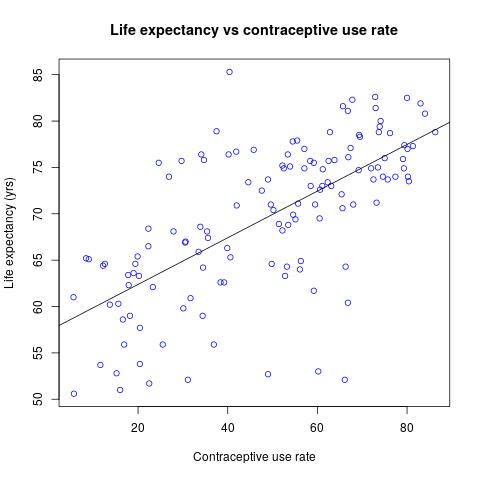 Life expectancy vs contraceptive use rate
85
80
75
70
65
60
55
50
Life expectancy (yrs)
20 40 60 80
Contraceptive use rate